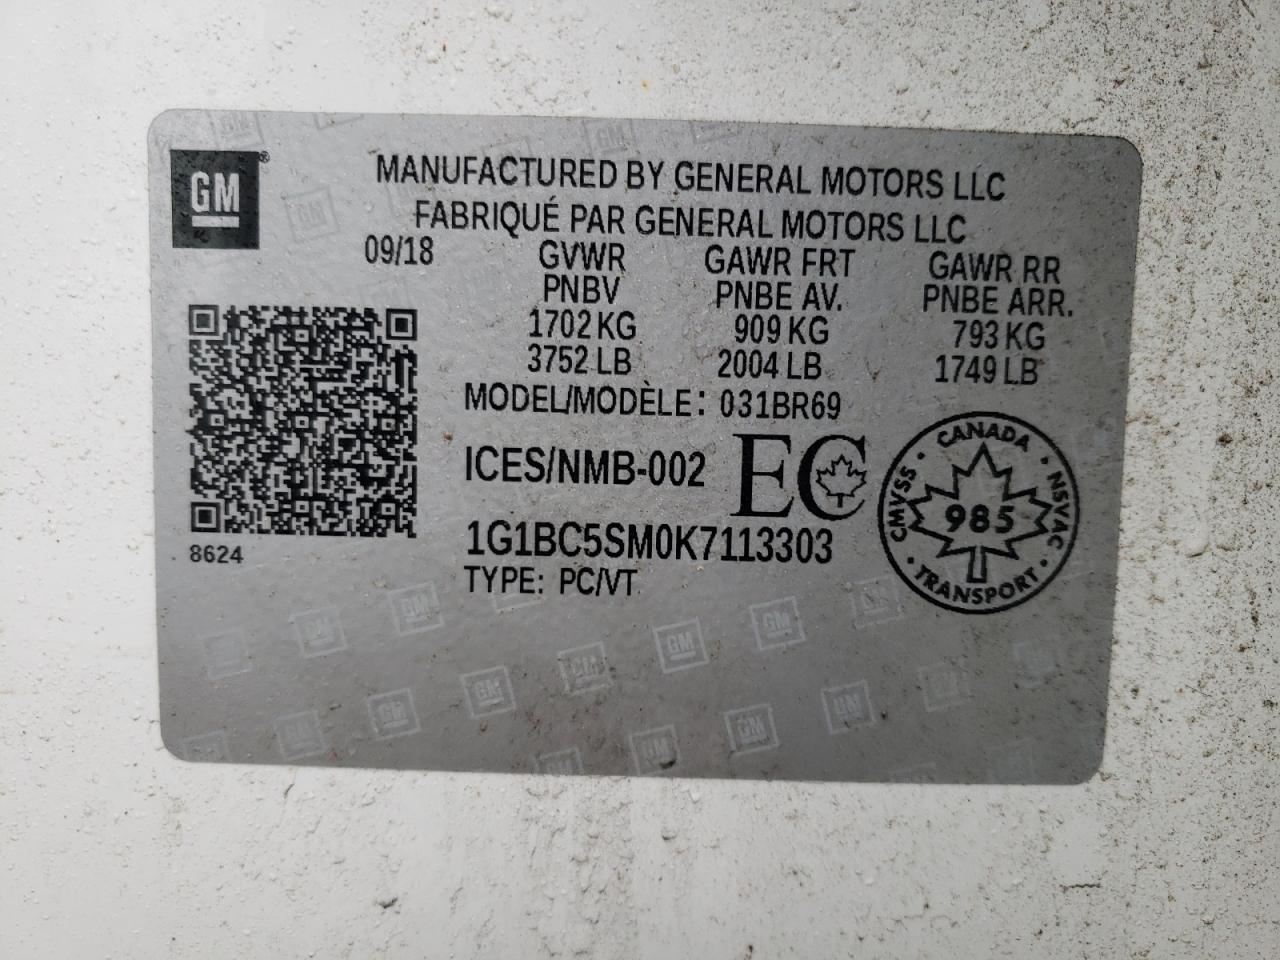 GM®
MANUFACTURED BY GENERAL MOTORS LLC
FABRIQUÉ PAR GENERAL MOTORS LLC
09/18 GVWR GAWR FRT GAWR RR
PNBV PNBE AV. PNBE ARR.
1702 KG 909 KG 793 KG
3752 LB 2004 LB 1749 LB
MODEL/MODÈLE: 031BR69
ICES/NMB-002 EC
CANADA
CMVSS · NSVAC
985
TRANSPORT
1G1BC5SM0K7113303
TYPE: PC/VT
8624